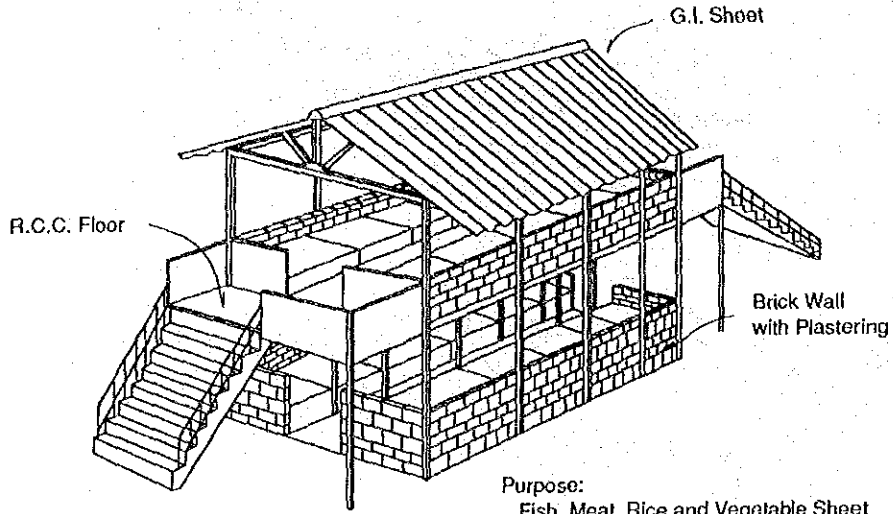 G.I. Sheet
R.C.C. Floor
Brick Wall
with Plastering
Purpose:
Fish, Meat, Rice and Vegetable Sheet